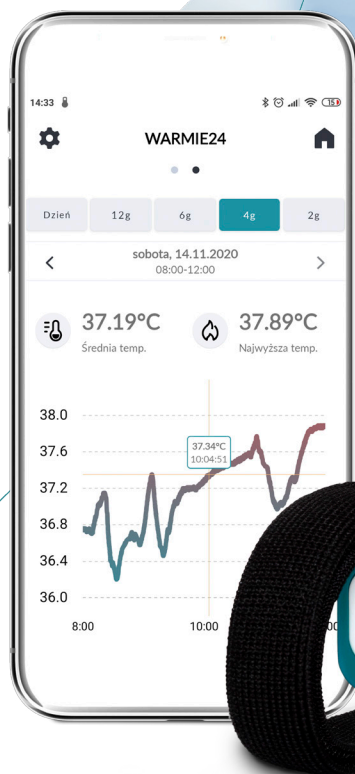 14:33
15
WARMIE24
Dzień 12g 6g 4g 2g
sobota, 14.11.2020
08:00-12:00
37.19°C 37.89°C
Średnia temp. Najwyższa temp.
38.0
37.6
37.2
36.8
36.4
36.0
37.34°C
10:04:51
8:00 10:00